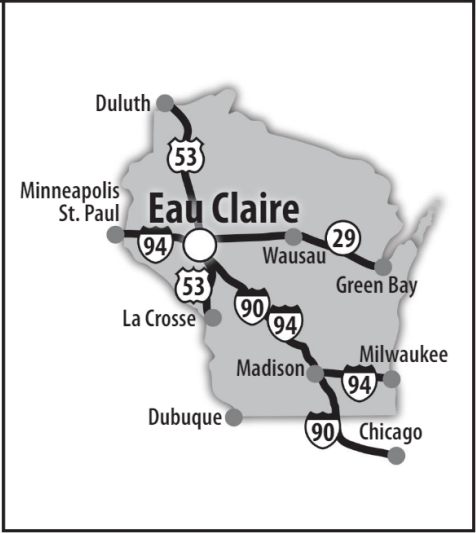 Duluth
53
Minneapolis
St. Paul
Eau Claire
94
Wausau
29
Green Bay
53
90
94
La Crosse
Madison
Milwaukee
94
Dubuque
90
Chicago